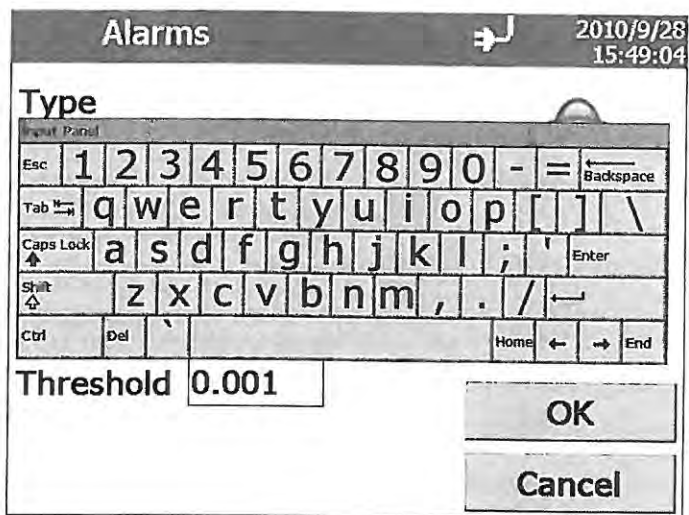 Alarms
2010/9/28
15:49:04
Type
Input Panel
Esc 1 2 3 4 5 6 7 8 9 0 - = Backspace
Tab q w e r t y u i o p [ ] \
Caps Lock a s d f g h j k l ; ' Enter
Shift z x c v b n m , . /
Ctrl Del ` Home ← → End
Threshold 0.001
OK
Cancel